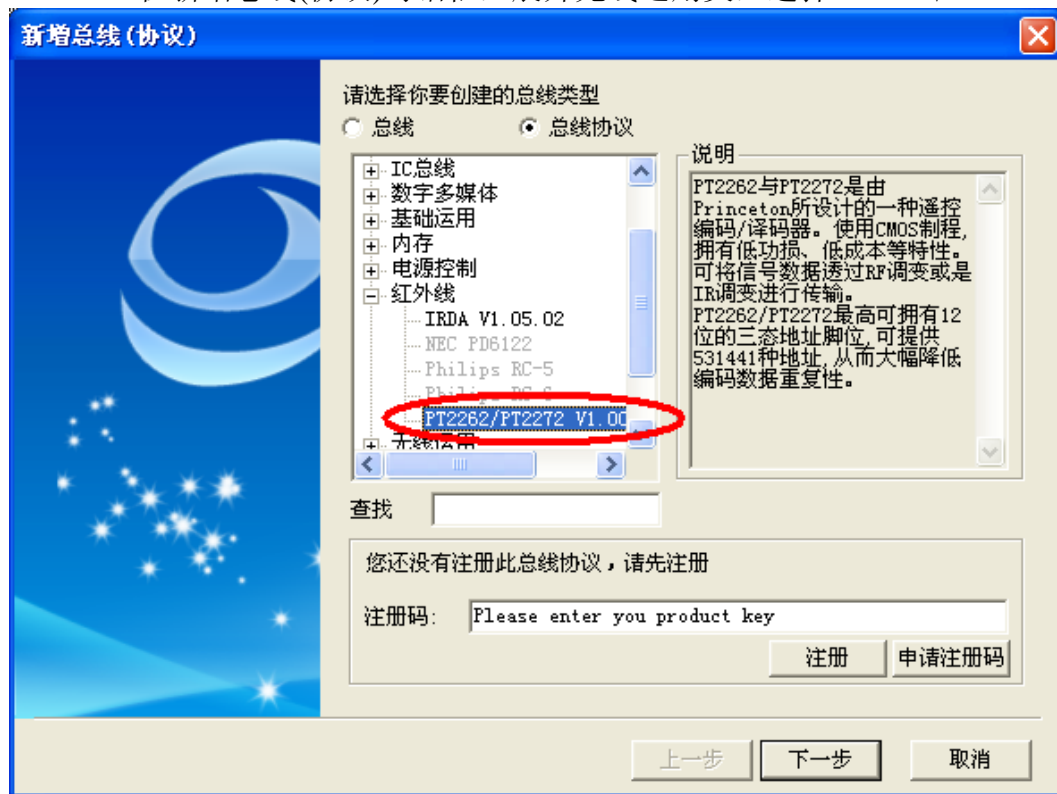 新增总线(协议)
请选择你要创建的总线类型
总线 总线协议
IC总线
数字多媒体
基础运用
内存
电源控制
红外线
IRDA V1.05.02
NEC PD6122
Philips RC-5
Philips RC-6
PT2262/PT2272 V1.00
无线运用
说明
PT2262与PT2272是由
Princeton所设计的一种遥控
编码/译码器。使用CMOS制程,
拥有低功损、低成本等特性。
可将信号数据透过RF调变或是
IR调变进行传输。
PT2262/PT2272最高可拥有12
位的三态地址脚位,可提供
531441种地址,从而大幅降低
编码数据重复性。
查找
您还没有注册此总线协议，请先注册
注册码: Please enter you product key
注册 申请注册码
上一步 下一步 取消